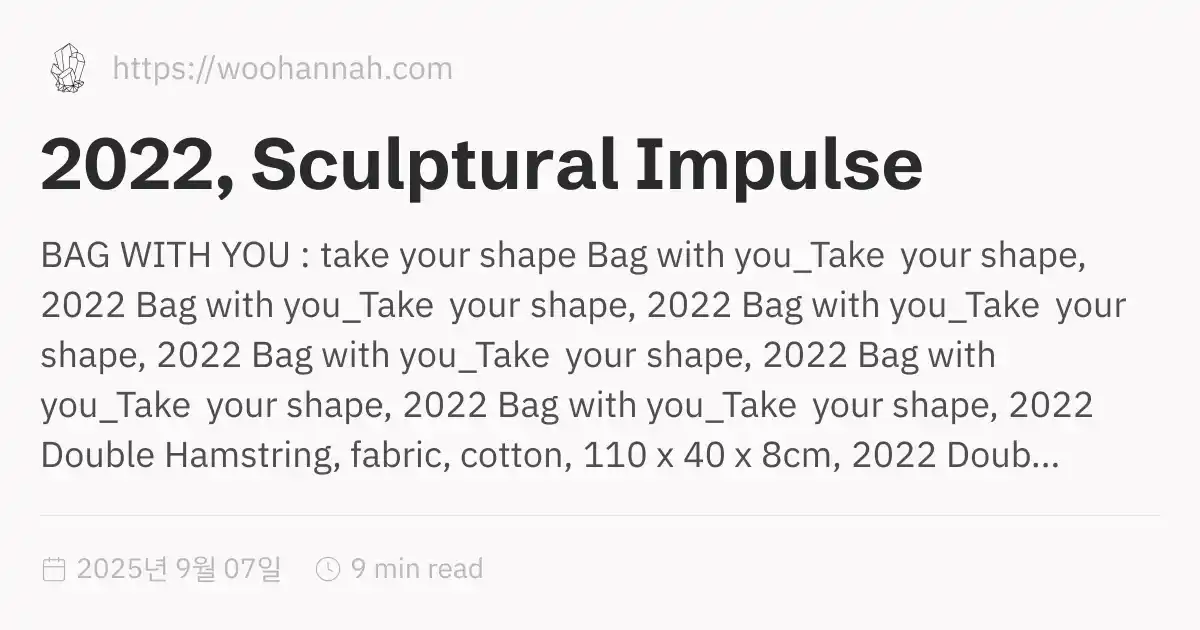 https://woohannah.com
2022, Sculptural Impulse
BAG WITH YOU : take your shape Bag with you_Take your shape,
2022 Bag with you_Take your shape, 2022 Bag with you_Take your
shape, 2022 Bag with you_Take your shape, 2022 Bag with
you_Take your shape, 2022 Bag with you_Take your shape, 2022
Double Hamstring, fabric, cotton, 110 x 40 x 8cm, 2022 Doub...
2025년 9월 07일 9 min read